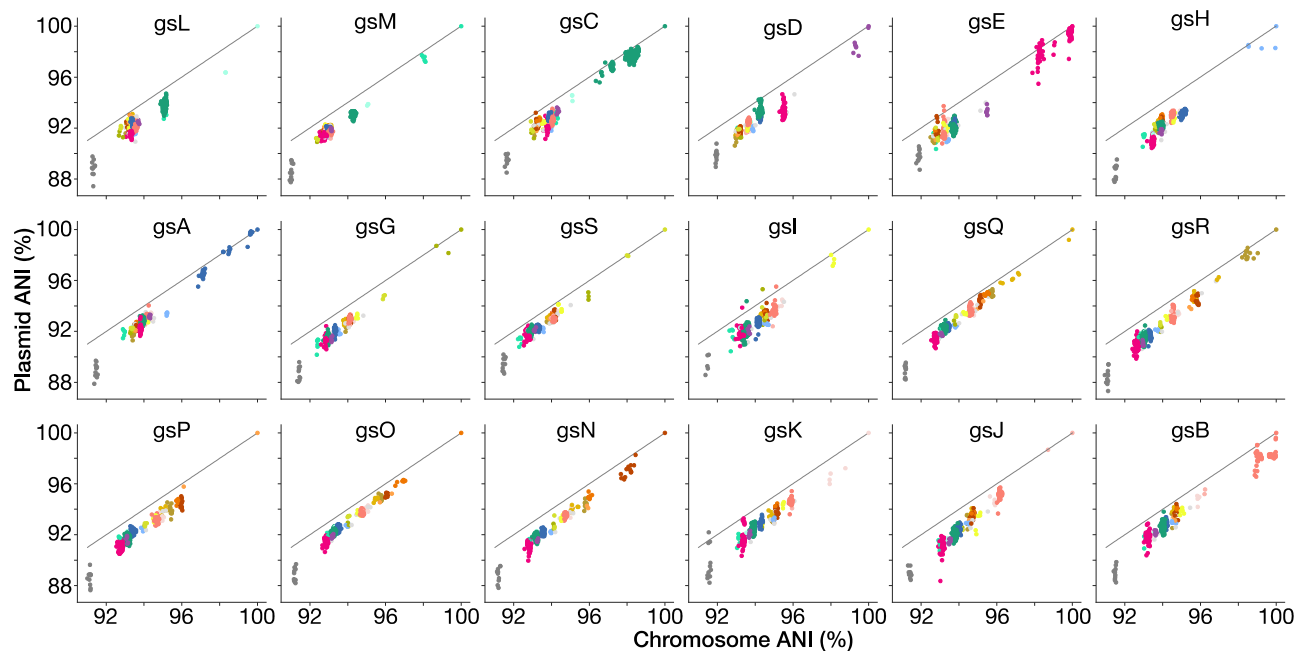 gsL gsM gsC gsD gsE gsH
100
96
92
88
gsA gsG gsS gsI gsQ gsR
100
96
92
88
gsP gsO gsN gsK gsJ gsB
100
96
92
88
92 96 100 92 96 100 92 96 100 92 96 100 92 96 100 92 96 100
Plasmid ANI (%)
Chromosome ANI (%)